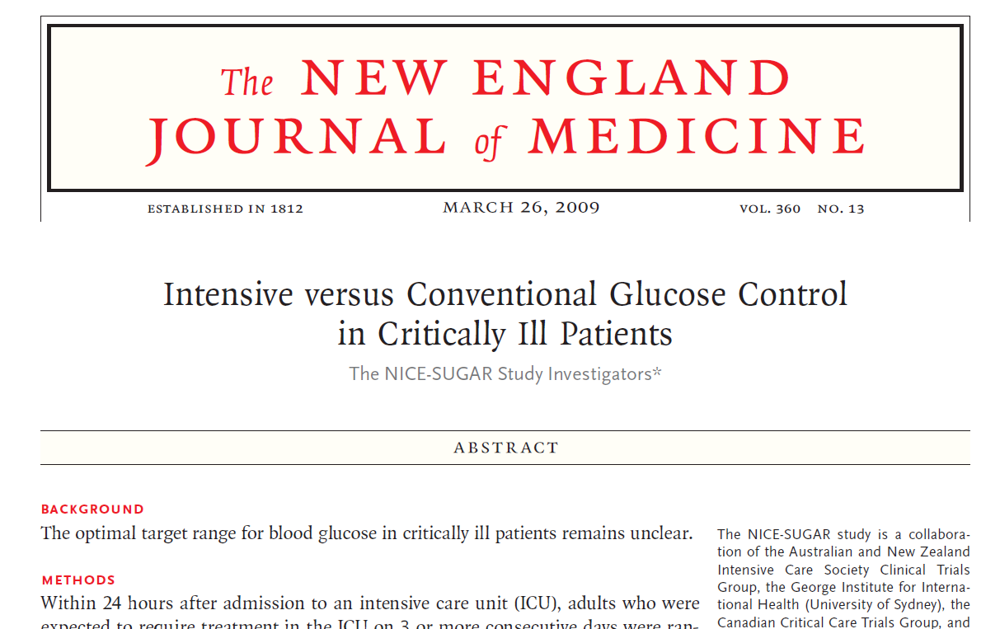 The NEW ENGLAND
JOURNAL of MEDICINE
ESTABLISHED IN 1812 MARCH 26, 2009 VOL. 360 NO. 13
Intensive versus Conventional Glucose Control
in Critically Ill Patients
The NICE-SUGAR Study Investigators*
ABSTRACT
BACKGROUND
The optimal target range for blood glucose in critically ill patients remains unclear.
METHODS
Within 24 hours after admission to an intensive care unit (ICU), adults who were
expected to require treatment in the ICU on 3 or more consecutive days were ran-
The NICE-SUGAR study is a collabora-
tion of the Australian and New Zealand
Intensive Care Society Clinical Trials
Group, the George Institute for Interna-
tional Health (University of Sydney), the
Canadian Critical Care Trials Group, and